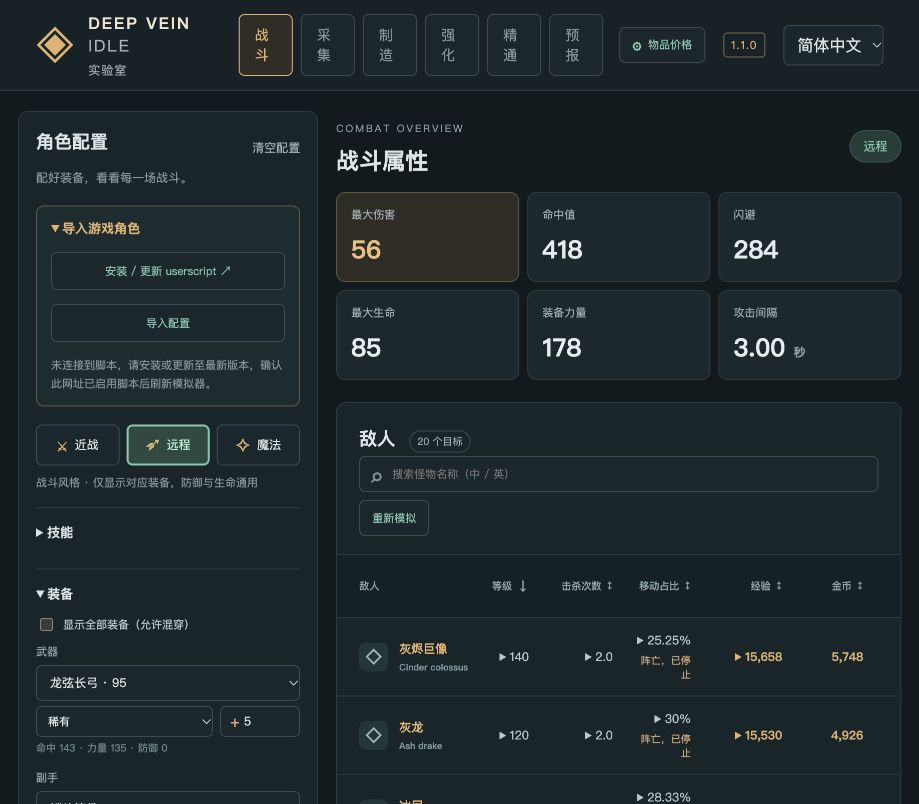 DEEP VEIN
IDLE
实验室
战斗
采集
制造
强化
精通
预报
物品价格
1.1.0
简体中文
角色配置
清空配置
配好装备，看看每一场战斗。
▼导入游戏角色
安装 / 更新 userscript ↗
导入配置
未连接到脚本，请安装或更新至最新版本，确认
此网址已启用脚本后刷新模拟器。
近战
远程
魔法
战斗风格 · 仅显示对应装备，防御与生命通用
▶技能
▼装备
显示全部装备（允许混穿）
武器
龙弦长弓 · 95
稀有
+ 5
命中 143 · 力量 135 · 防御 0
副手
COMBAT OVERVIEW
战斗属性
远程
最大伤害
56
命中值
418
闪避
284
最大生命
85
装备力量
178
攻击间隔
3.00 秒
敌人
20 个目标
搜索怪物名称（中 / 英）
重新模拟
敌人 等级 ↓ 击杀次数 ↕ 移动占比 ↕ 经验 ↕ 金币 ↕
灰烬巨像
Cinder colossus
▶140
▶2.0
▶25.25%
阵亡，已停
止
▶15,658
5,748
灰龙
Ash drake
▶120
▶2.0
▶30%
阵亡，已停
止
▶15,530
4,926
▶28.33%